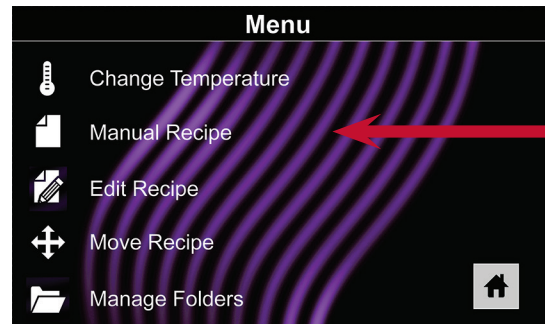 Menu
Change Temperature
Manual Recipe
Edit Recipe
Move Recipe
Manage Folders